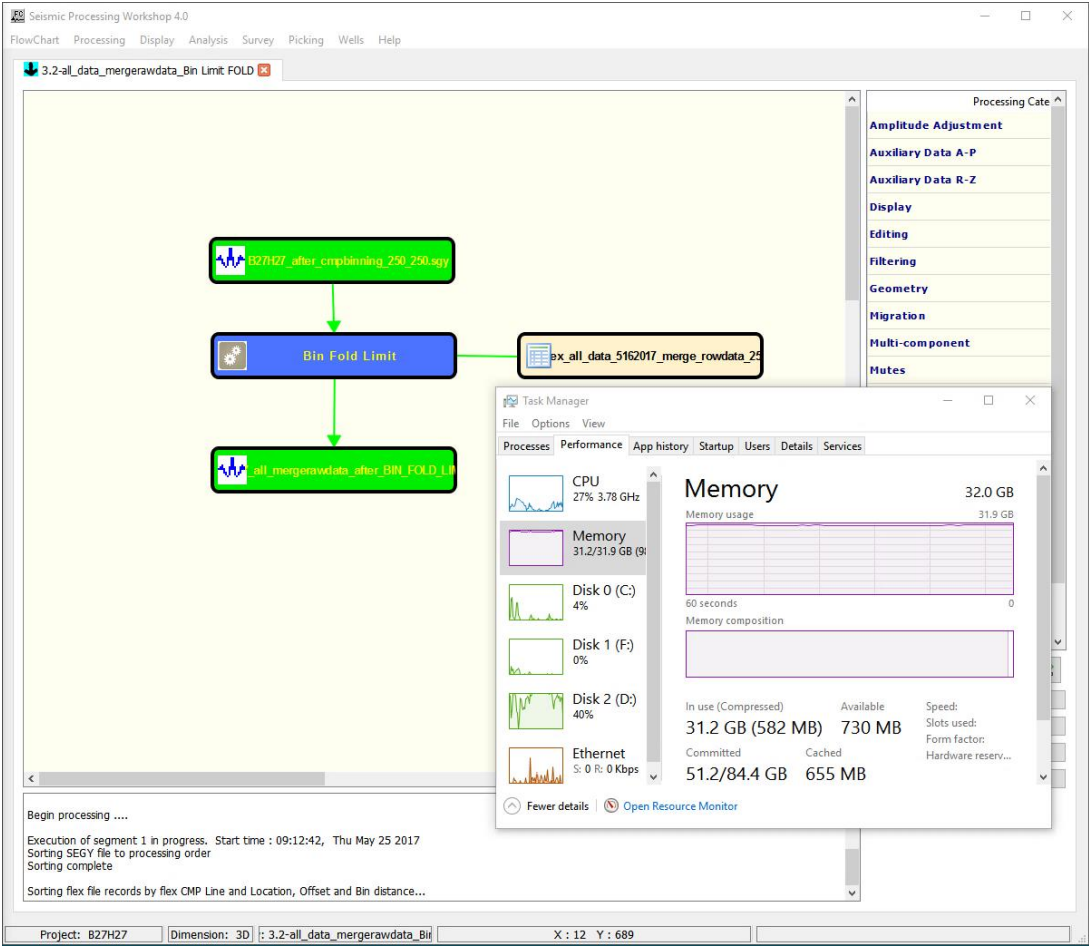 Seismic Processing Workshop 4.0
FlowChart Processing Display Analysis Survey Picking Wells Help
3.2-all_data_mergerawdata_Bin Limit FOLD
Processing Cate
Amplitude Adjustment
Auxiliary Data A-P
Auxiliary Data R-Z
Display
Editing
Filtering
Geometry
Migration
Multi-component
Mutes
B27H27_after_cmpbinning_250_250.sgy
Bin Fold Limit
ex_all_data_5162017_merge_rowdata_25
_all_mergerawdata_after_BIN_FOLD_LIM
Task Manager
File Options View
Processes Performance App history Startup Users Details Services
CPU
27% 3.78 GHz
Memory
31.2/31.9 GB (98
Disk 0 (C:)
4%
Disk 1 (F:)
0%
Disk 2 (D:)
40%
Ethernet
S: 0 R: 0 Kbps
Memory
32.0 GB
Memory usage
31.9 GB
60 seconds
0
Memory composition
In use (Compressed)
31.2 GB (582 MB)
Available
730 MB
Speed:
Slots used:
Form factor:
Hardware reserv...
Committed
51.2/84.4 GB
Cached
655 MB
Fewer details
Open Resource Monitor
Begin processing ....
Execution of segment 1 in progress. Start time : 09:12:42, Thu May 25 2017
Sorting SEGY file to processing order
Sorting complete
Sorting flex file records by flex CMP Line and Location, Offset and Bin distance...
Project: B27H27
Dimension: 3D
: 3.2-all_data_mergerawdata_Bin
X : 12 Y : 689